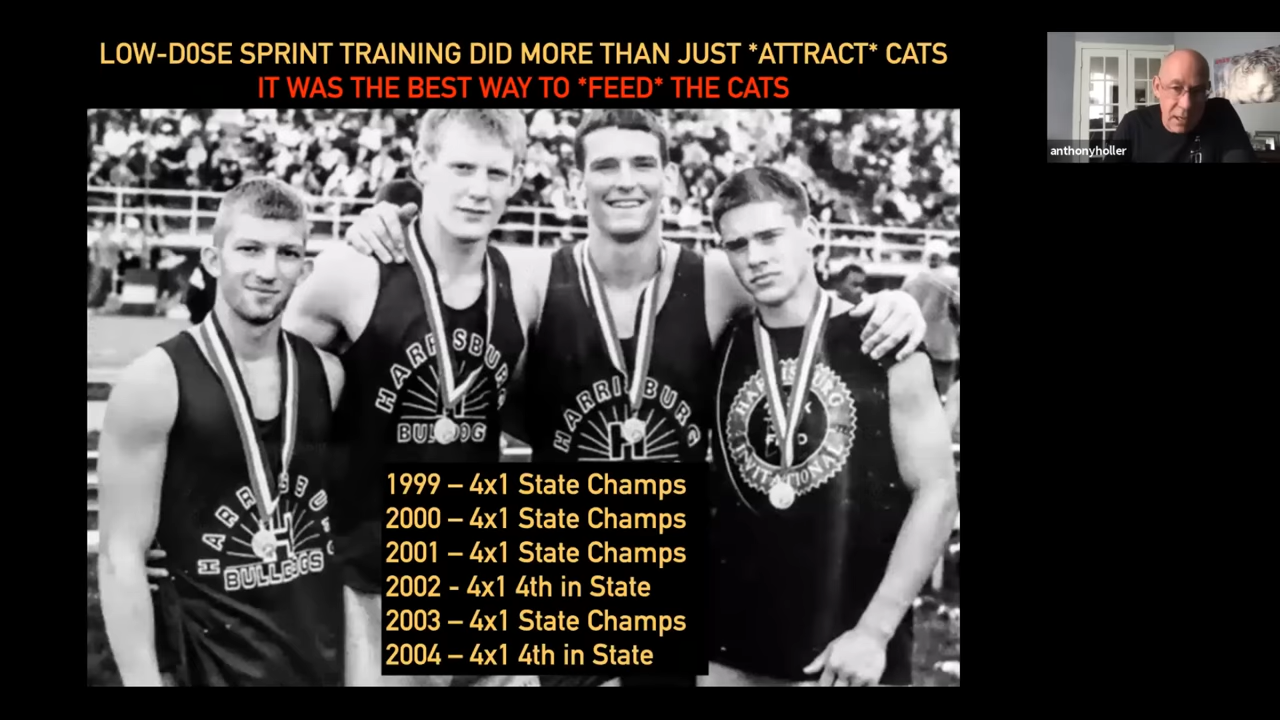 LOW-DOSE SPRINT TRAINING DID MORE THAN JUST *ATTRACT* CATS
IT WAS THE BEST WAY TO *FEED* THE CATS
anthonyholler
HARRISBURG
BULLDOGS
HARRISBURG
H
BULLDOG
HARRISBURG
H
HARRISBURG
INVITATIONAL
1999 – 4x1 State Champs
2000 – 4x1 State Champs
2001 – 4x1 State Champs
2002 - 4x1 4th in State
2003 – 4x1 State Champs
2004 – 4x1 4th in State